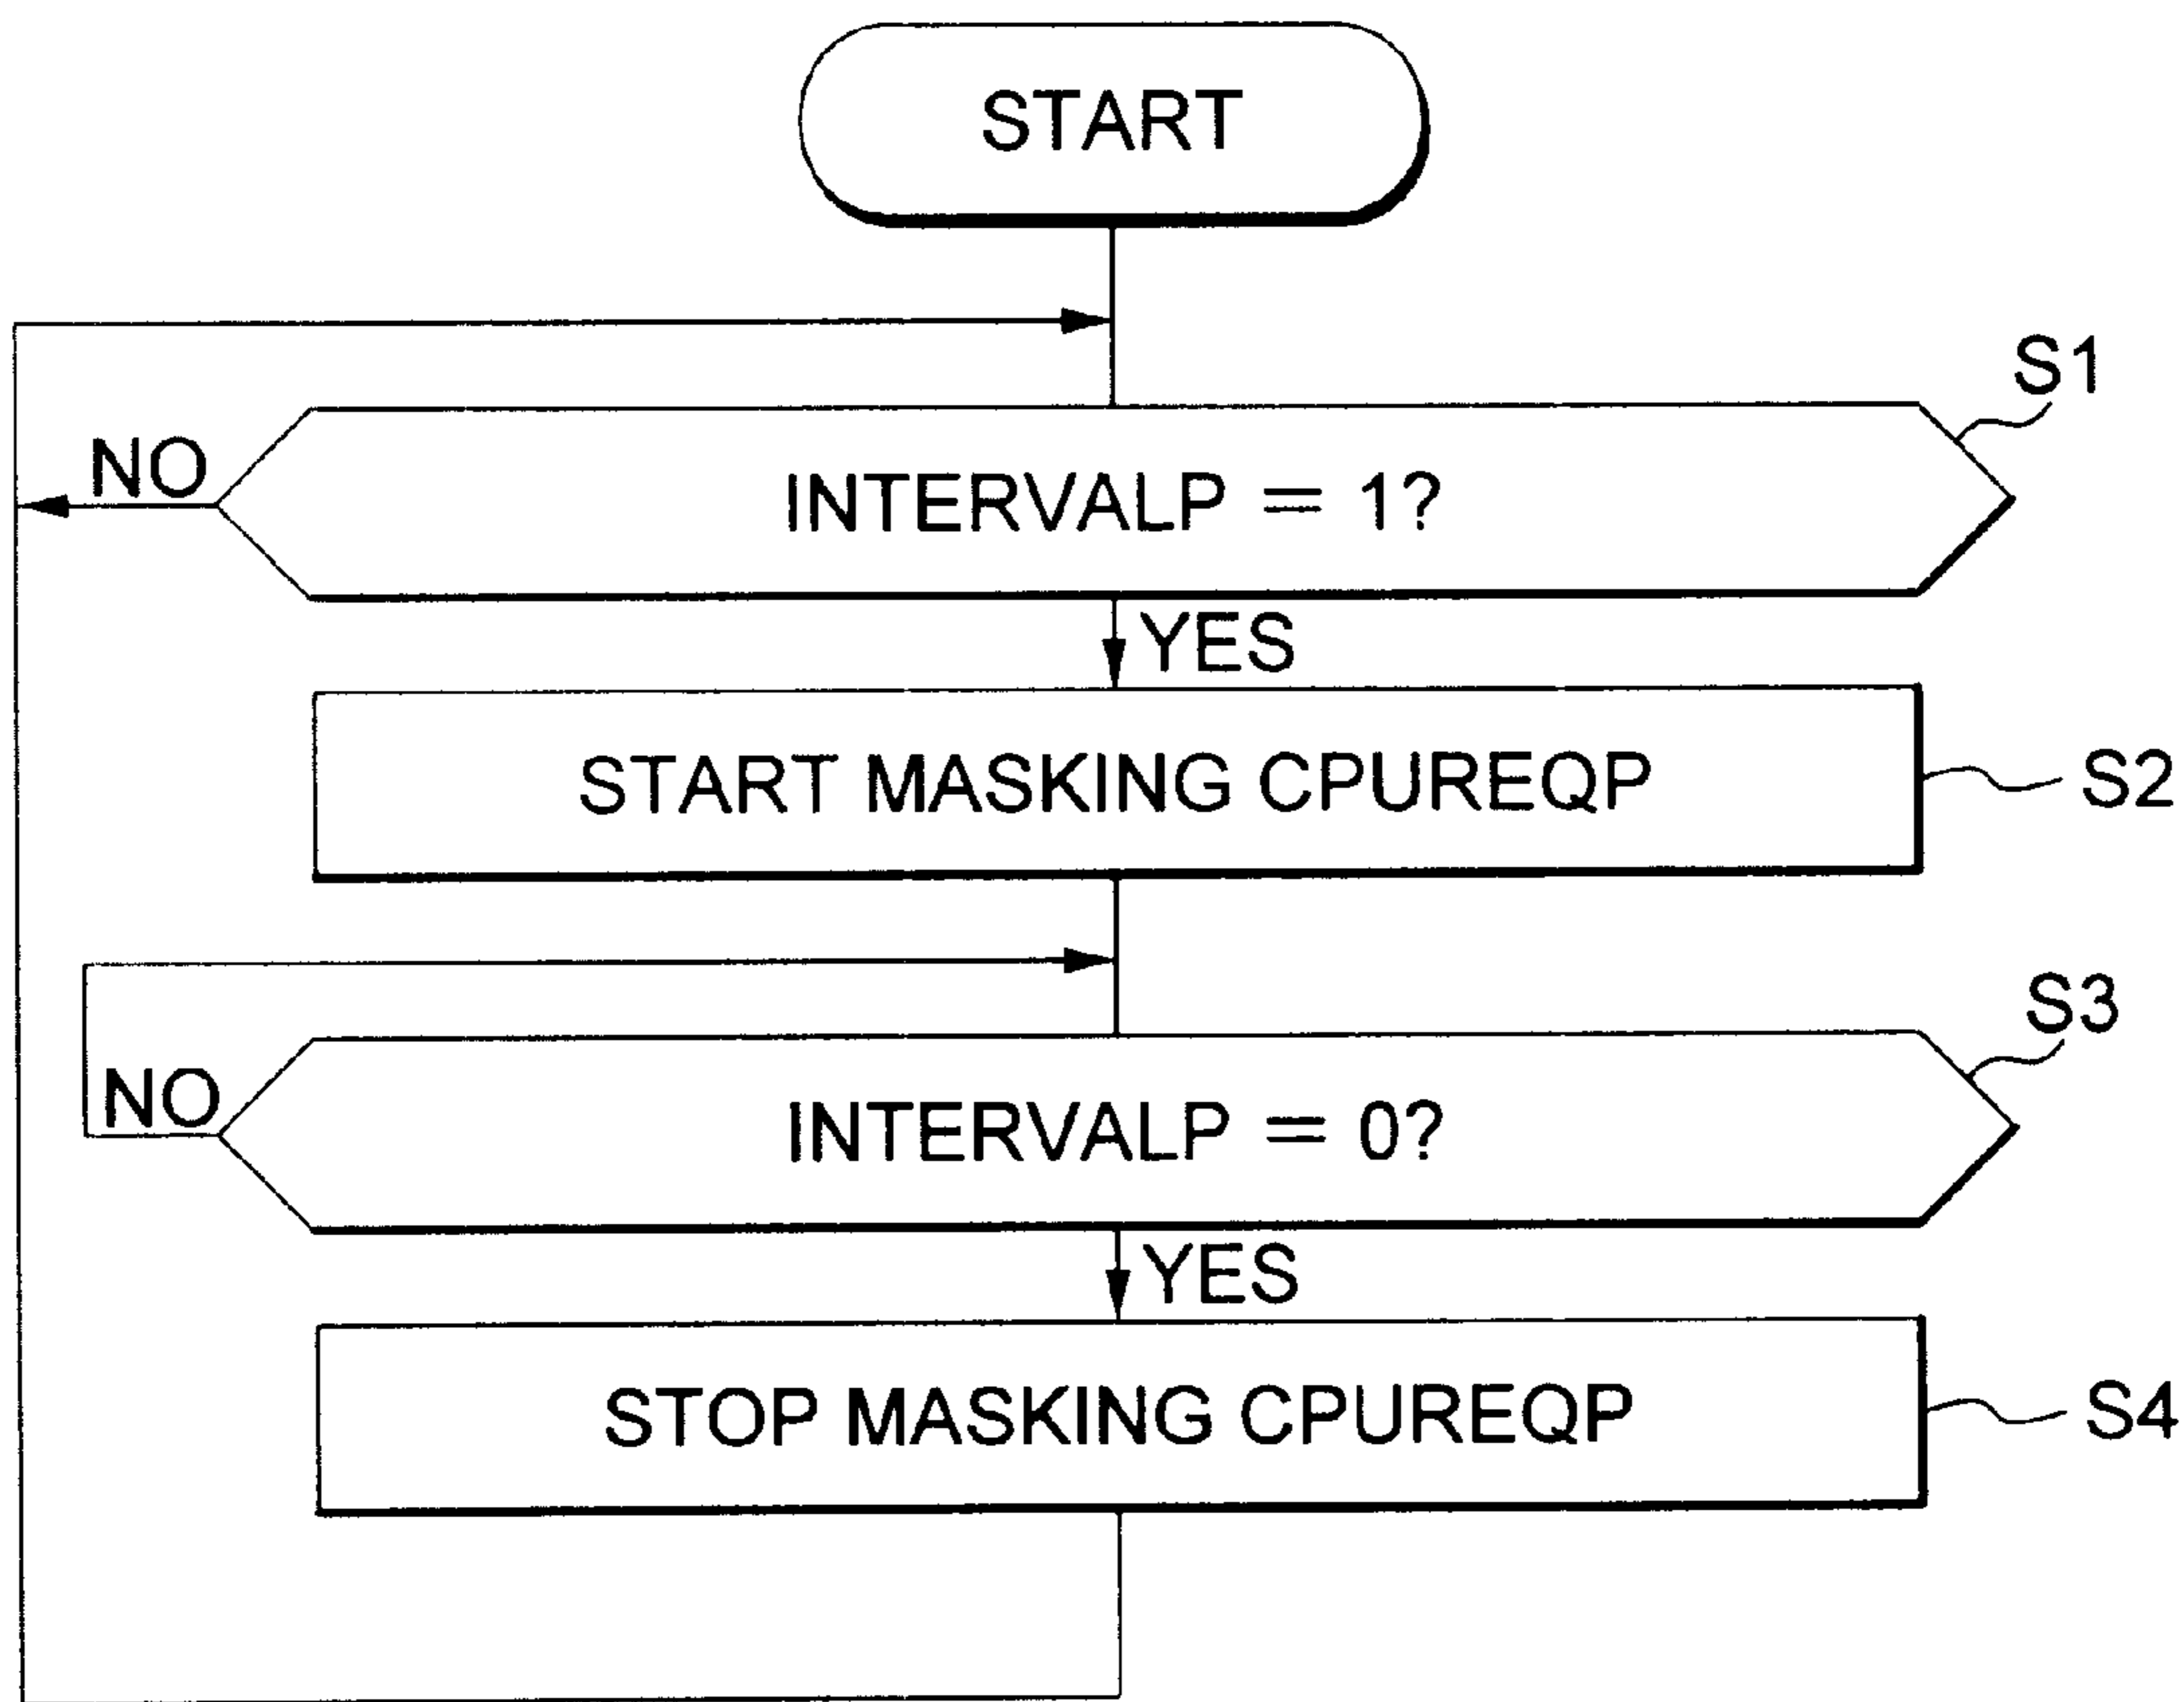 START
S1
NO
INTERVALP = 1?
YES
START MASKING CPUREQP
S2
S3
NO
INTERVALP = 0?
YES
STOP MASKING CPUREQP
S4